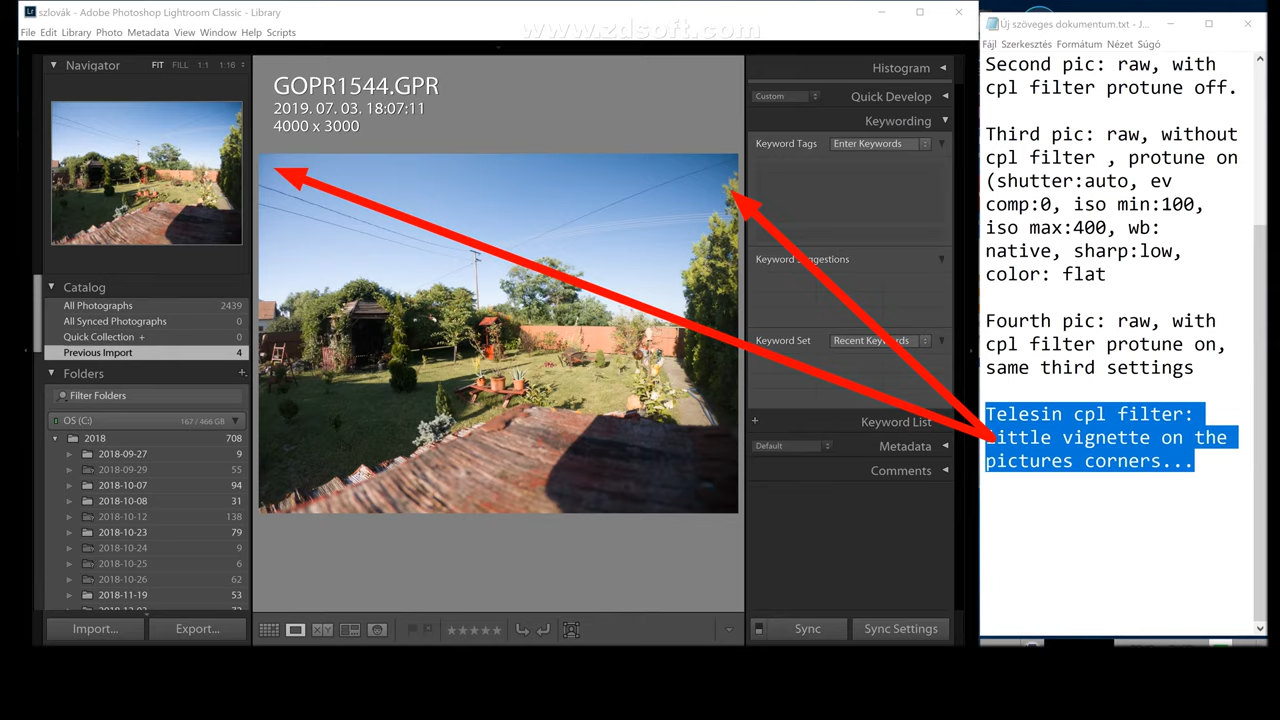 szlovák - Adobe Photoshop Lightroom Classic - Library
www.zdsoft.com
File Edit Library Photo Metadata View Window Help Scripts
Navigator FIT FILL 1:1 1:16
Catalog
All Photographs 2439
All Synced Photographs 0
Quick Collection + 0
Previous Import 4
Folders +
Filter Folders
OS (C:) 167 / 466 GB
2018 708
2018-09-27 9
2018-09-29 55
2018-10-07 94
2018-10-08 31
2018-10-12 138
2018-10-23 79
2018-10-24 9
2018-10-25 6
2018-10-26 62
2018-11-19 53
Import... Export...
GOPR1544.GPR
2019. 07. 03. 18:07:11
4000 x 3000
Histogram
Custom Quick Develop
Keywording
Keyword Tags Enter Keywords
Keyword Suggestions
Keyword Set Recent Keywords
+ Keyword List
Default Metadata
Comments
Sync Sync Settings
Új szöveges dokumentum.txt - J...
Fájl Szerkesztés Formátum Nézet Súgó
Second pic: raw, with
cpl filter protune off.
Third pic: raw, without
cpl filter , protune on
(shutter:auto, ev
comp:0, iso min:100,
iso max:400, wb:
native, sharp:low,
color: flat
Fourth pic: raw, with
cpl filter protune on,
same third settings
Telesin cpl filter:
little vignette on the
pictures corners...